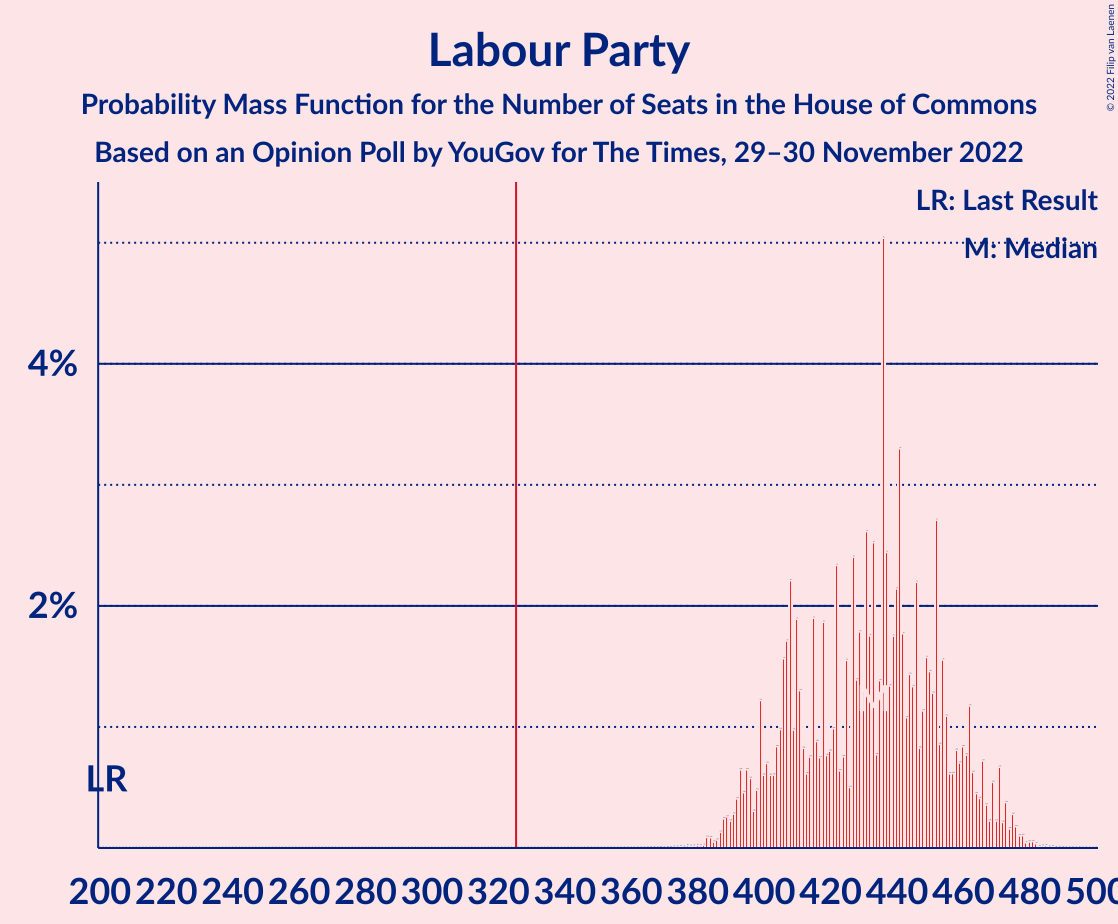 Labour Party
Probability Mass Function for the Number of Seats in the House of Commons
Based on an Opinion Poll by YouGov for The Times, 29–30 November 2022
© 2022 Filip van Laenen
LR: Last Result
M: Median
4%
2%
LR
200 220 240 260 280 300 320 340 360 380 400 420 440 460 480 500